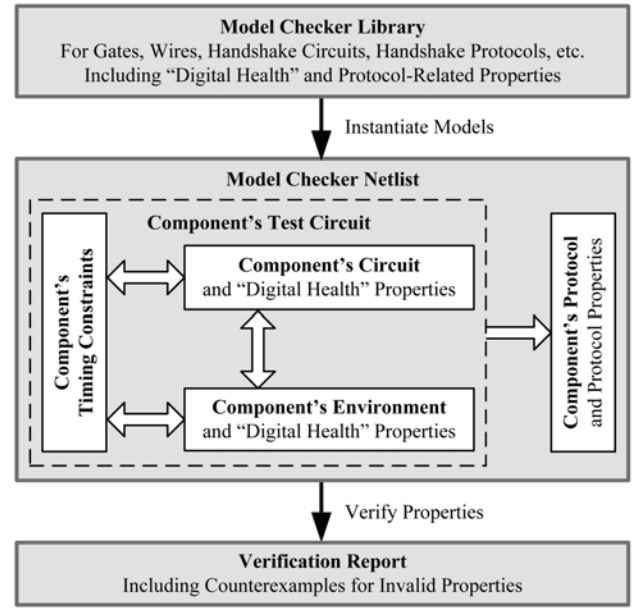 Model Checker Library
For Gates, Wires, Handshake Circuits, Handshake Protocols, etc.
Including “Digital Health” and Protocol-Related Properties
Instantiate Models
Model Checker Netlist
Component’s Test Circuit
Component’s
Timing Constraints
Component’s Circuit
and “Digital Health” Properties
Component’s Environment
and “Digital Health” Properties
Component’s Protocol
and Protocol Properties
Verify Properties
Verification Report
Including Counterexamples for Invalid Properties